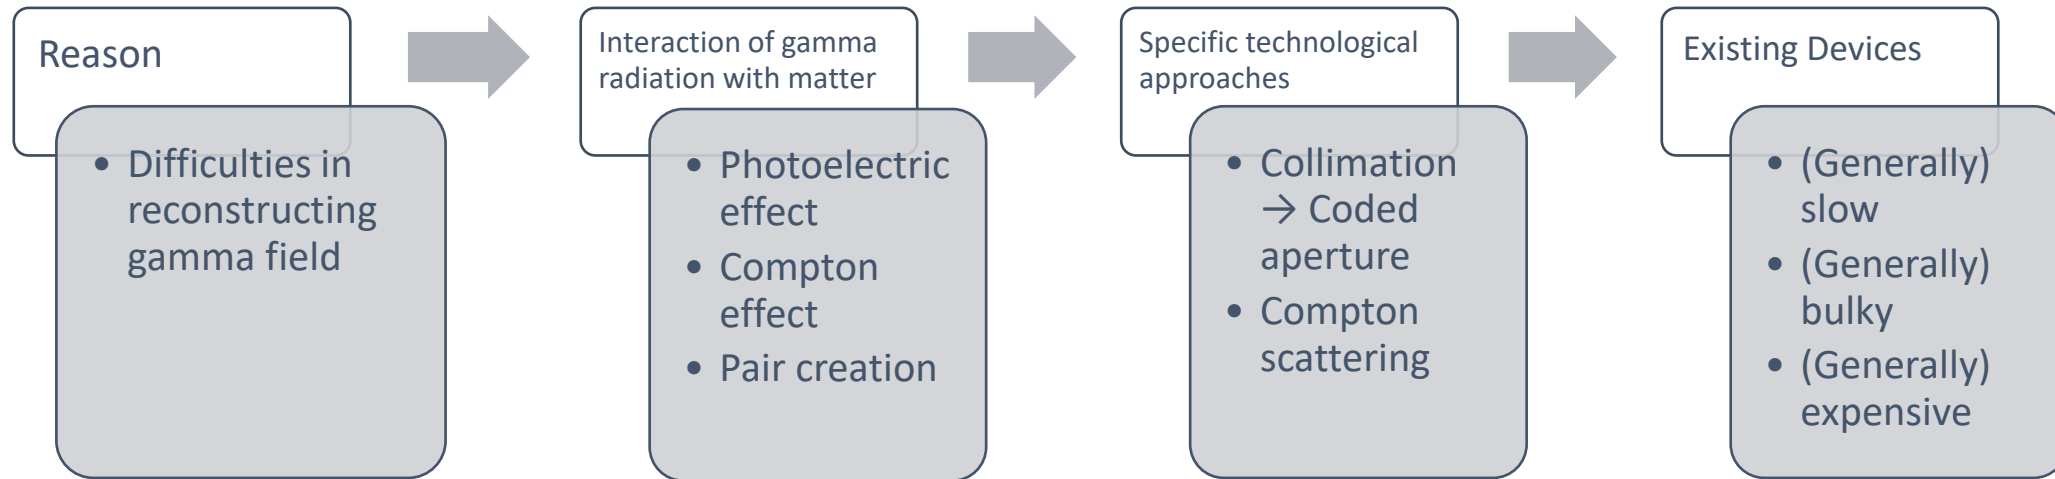 Reason
• Difficulties in
reconstructing
gamma field
Interaction of gamma
radiation with matter
• Photoelectric
effect
• Compton
effect
• Pair creation
Specific technological
approaches
• Collimation
→ Coded
aperture
• Compton
scattering
Existing Devices
• (Generally)
slow
• (Generally)
bulky
• (Generally)
expensive